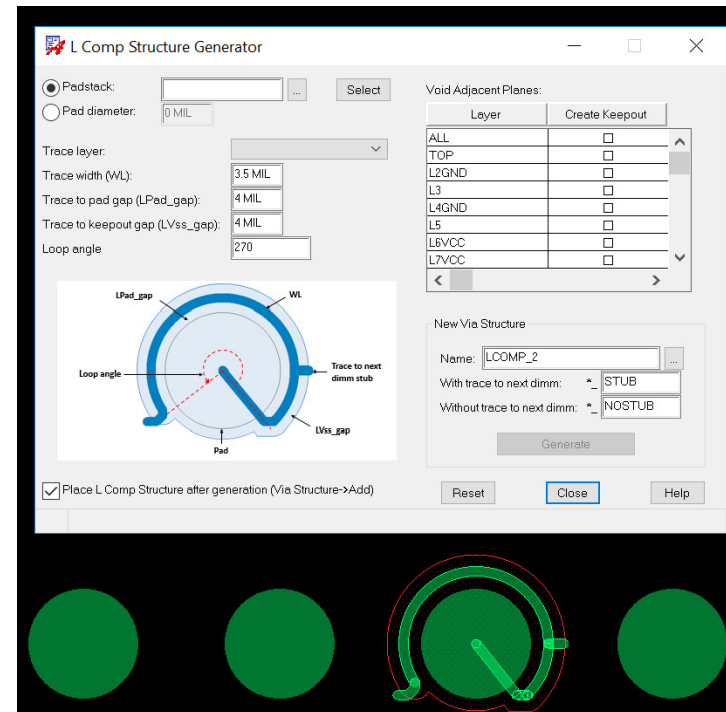 L Comp Structure Generator
Padstack:
...
Select
Pad diameter:
0 MIL
Trace layer:
Trace width (WL):
3.5 MIL
Trace to pad gap (LPad_gap):
4 MIL
Trace to keepout gap (LVss_gap):
4 MIL
Loop angle
270
Void Adjacent Planes:
Layer Create Keepout
ALL
TOP
L2GND
L3
L4GND
L5
L6VCC
L7VCC
LPad_gap
WL
Loop angle
Trace to next
dimm stub
LVss_gap
Pad
New Via Structure
Name: LCOMP_2 ...
With trace to next dimm: *_ STUB
Without trace to next dimm: *_ NOSTUB
Generate
Place L Comp Structure after generation (Via Structure->Add)
Reset Close Help